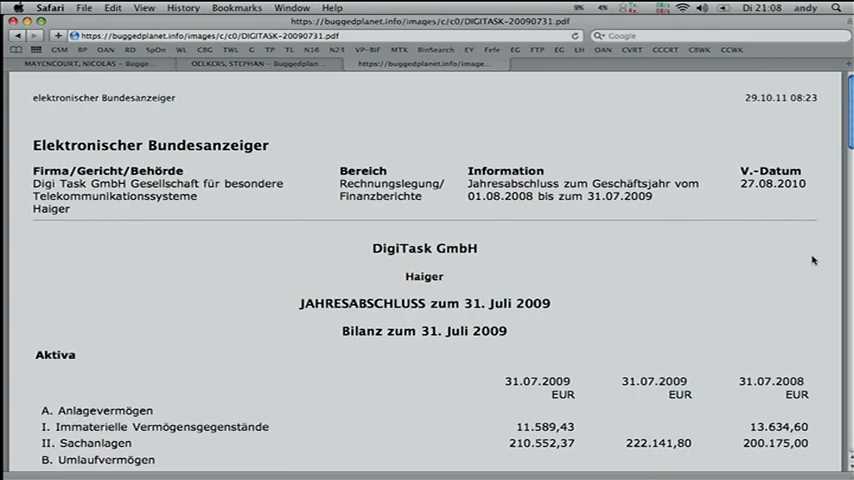 Safari File Edit View History Bookmarks Window Help 9% 4% Di 21:08 andy
https://buggedplanet.info/images/c/c0/DIGITASK-20090731.pdf
https://buggedplanet.info/images/c/c0/DIGITASK-20090731.pdf Google
GSM BP OAN RD SpOn WL CBG TWL G TP TL N16 N23 VP-BIF MTX BinSearch EY Fefe EG FTP EG LH OAN CVRT CCCRT CBWK CCWK
MAYENCOURT, NICOLAS - Bugge... OELKERS, STEPHAN - Buggedplan... https://buggedplanet.info/image...
elektronischer Bundesanzeiger 29.10.11 08:23
Elektronischer Bundesanzeiger
Firma/Gericht/Behörde Bereich Information V.-Datum
Digi Task GmbH Gesellschaft für besondere Rechnungslegung/ Jahresabschluss zum Geschäftsjahr vom 27.08.2010
Telekommunikationssysteme Finanzberichte 01.08.2008 bis zum 31.07.2009
Haiger
DigiTask GmbH
Haiger
JAHRESABSCHLUSS zum 31. Juli 2009
Bilanz zum 31. Juli 2009
Aktiva
31.07.2009 31.07.2009 31.07.2008
EUR EUR EUR
A. Anlagevermögen
I. Immaterielle Vermögensgegenstände 11.589,43 13.634,60
II. Sachanlagen 210.552,37 222.141,80 200.175,00
B. Umlaufvermögen